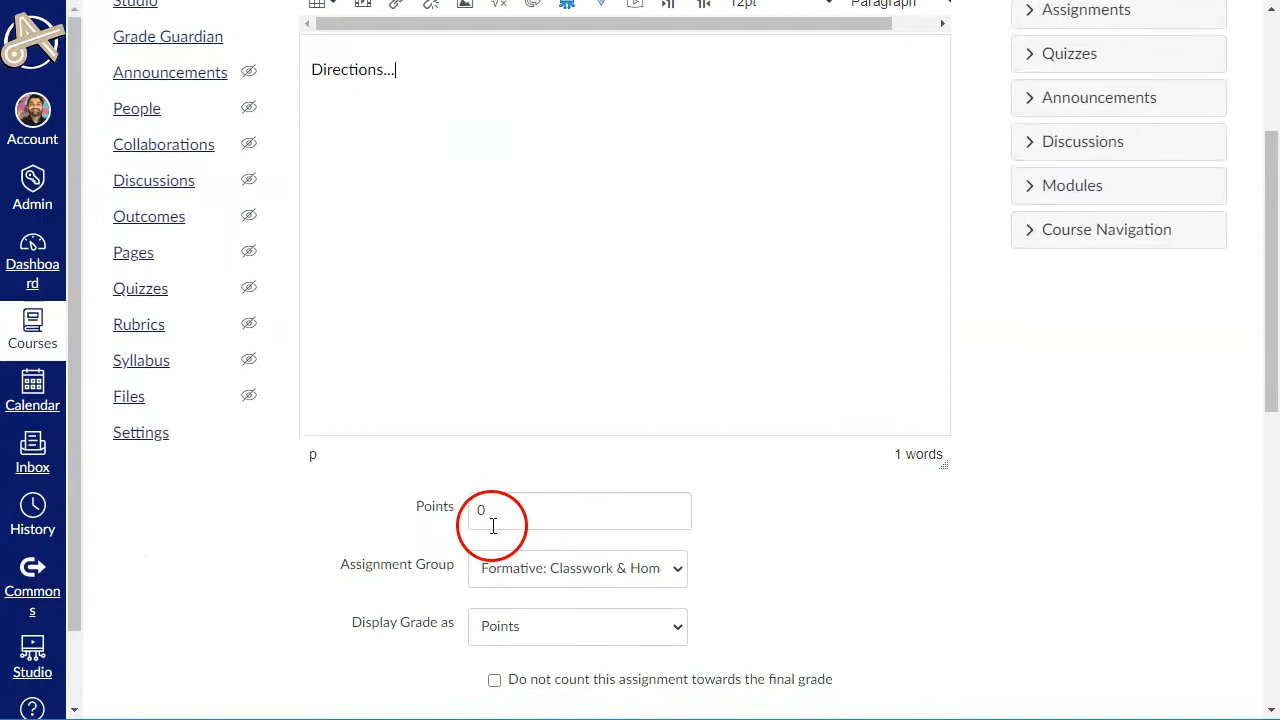 Studio
Grade Guardian
Announcements
People
Collaborations
Discussions
Outcomes
Pages
Quizzes
Rubrics
Syllabus
Files
Settings
Account
Admin
Dashboa
rd
Courses
Calendar
Inbox
History
Common
s
Studio
12pt
Paragraph
Directions...
p
1 words
Points
0
Assignment Group
Formative: Classwork & Hom
Display Grade as
Points
Do not count this assignment towards the final grade
Assignments
Quizzes
Announcements
Discussions
Modules
Course Navigation